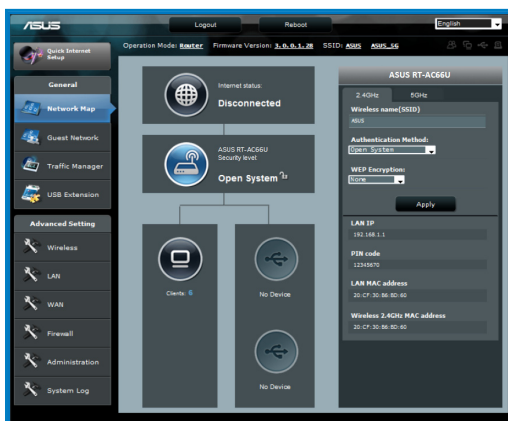 ASUS
Logout
Reboot
English
Quick Internet
Setup
Operation Mode: Router Firmware Version: 3.0.0.1.28 SSID: ASUS ASUS_5G
General
Network Map
Guest Network
Traffic Manager
USB Extension
Advanced Setting
Wireless
LAN
WAN
Firewall
Administration
System Log
Internet status:
Disconnected
ASUS RT-AC66U
Security level:
Open System
Clients: 6
No Device
No Device
ASUS RT-AC66U
2.4GHz 5GHz
Wireless name(SSID)
ASUS
Authentication Method:
Open System
WEP Encryption:
None
Apply
LAN IP
192.168.1.1
PIN code
12345670
LAN MAC address
20:CF:30:B6:BD:60
Wireless 2.4GHz MAC address
20:CF:30:B6:BD:60